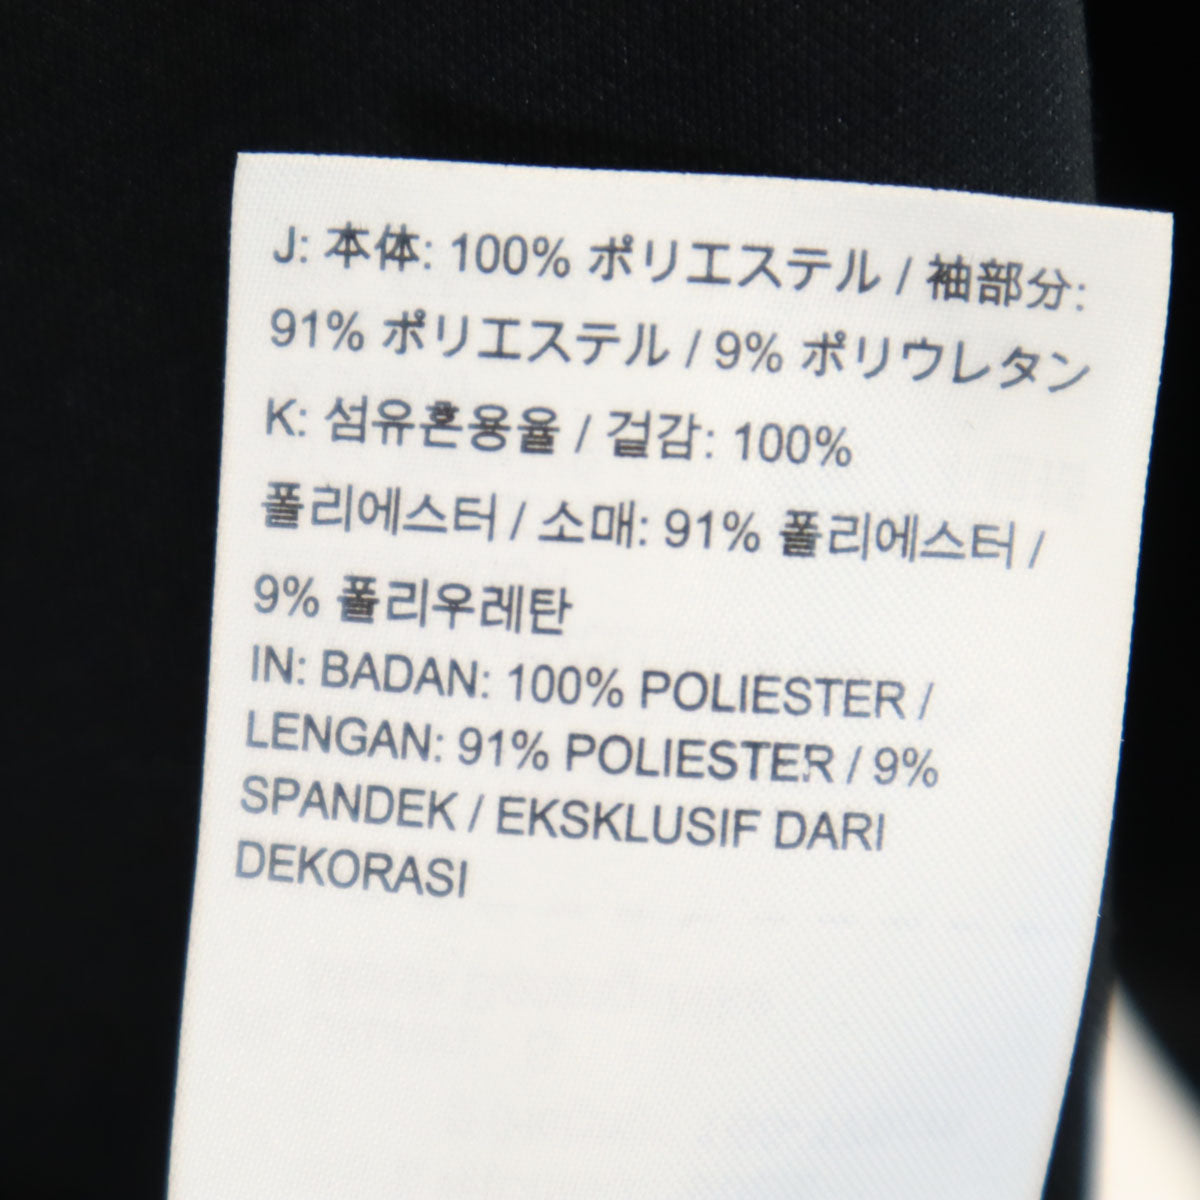 J: 本体: 100% ポリエステル / 袖部分:
91% ポリエステル / 9% ポリウレタン
K: 섬유혼용율 / 겉감: 100%
폴리에스터 / 소매: 91% 폴리에스터 /
9% 폴리우레탄
IN: BADAN: 100% POLIESTER /
LENGAN: 91% POLIESTER / 9%
SPANDEK / EKSKLUSIF DARI
DEKORASI